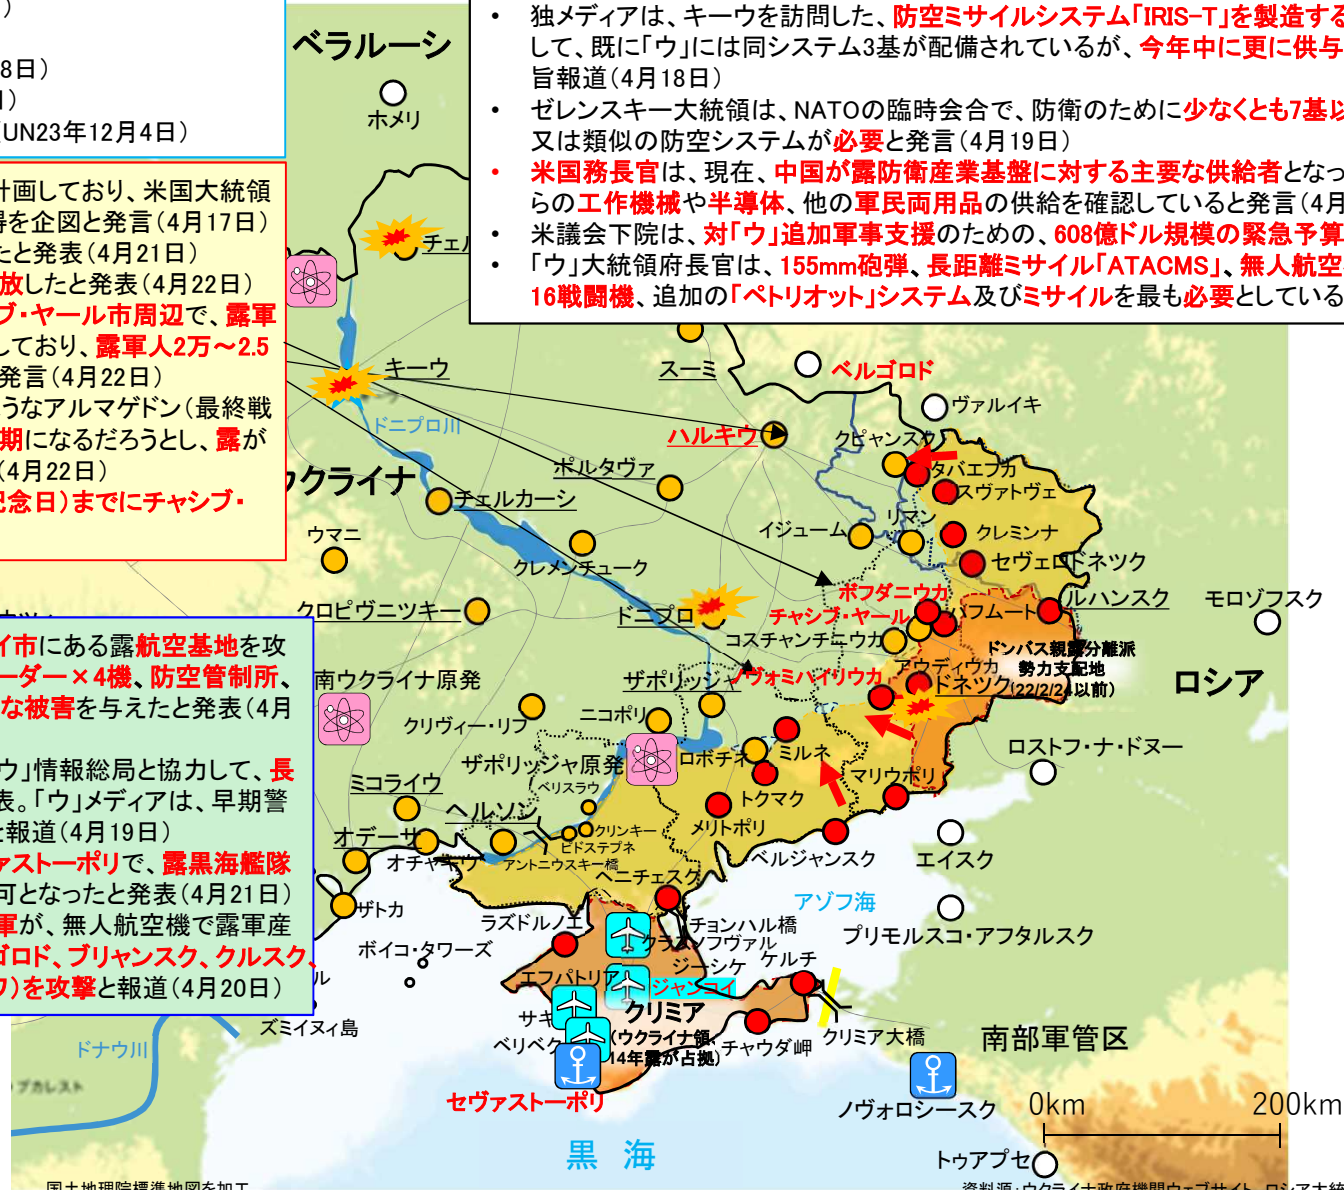 )
8日)
日)
(UN23年12月4日)
計画しており、米国大統領
得を企図と発言(4月17日)
たと発表(4月21日)
放したと発表(4月22日)
ブ・ヤール市周辺で、露軍
しており、露軍人2万～2.5
発言(4月22日)
ようなアルマゲドン(最終戦
期になるだろうとし、露が
(4月22日)
記念日)までにチャシブ・
イ市にある露航空基地を攻
ーダー×4機、防空管制所、
な被害を与えたと発表(4月
ウ」情報総局と協力して、長
表。「ウ」メディアは、早期警
と報道(4月19日)
ァストーポリで、露黒海艦隊
可となったと発表(4月21日)
軍が、無人航空機で露軍産
ゴロド、ブリャンスク、クルスク、
ワ)を攻撃と報道(4月20日)
• 独メディアは、キーウを訪問した、防空ミサイルシステム「IRIS-T」を製造する
して、既に「ウ」には同システム3基が配備されているが、今年中に更に供与
旨報道(4月18日)
• ゼレンスキー大統領は、NATOの臨時会合で、防衛のために少なくとも7基以
又は類似の防空システムが必要と発言(4月19日)
• 米国務長官は、現在、中国が露防衛産業基盤に対する主要な供給者となっ
らの工作機械や半導体、他の軍民両用品の供給を確認していると発言(4月
• 米議会下院は、対「ウ」追加軍事支援のための、608億ドル規模の緊急予算
• 「ウ」大統領府長官は、155mm砲弾、長距離ミサイル「ATACMS」、無人航空
16戦闘機、追加の「ペトリオット」システム及びミサイルを最も必要としている
ベラルーシ
ホメリ
チェル
キーウ
スーミ
ベルゴロド
ヴァルイキ
ドニプロ川
ハルキウ
クピャンスク
タバエフカ
スヴァトヴェ
ウクライナ
ポルタヴァ
チェルカーシ
イジューム
リマン
クレミンナ
ウマニ
クレメンチューク
セヴェロドネツク
クロピヴニツキー
ドニプロ
ボフダニウカ
チャシブ・ヤール
バフムート
ルハンスク
モロゾフスク
コスチャンチニウカ
ドンバス親露分離派
勢力支配地
(22/2/24以前)
アウディウカ
ドネツク
ノヴォミハイリウカ
ザポリッジャ
ロシア
南ウクライナ原発
クリヴィー・リフ
ニコポリ
ロボチネ
ミルネ
ロストフ・ナ・ドヌー
ザポリッジャ原発
マリウポリ
ミコライウ
ベリスラウ
トクマク
ヘルソン
メリトポリ
クリンキー
ビドステプネ
オデーサ
オチャキウ
アントニウスキー橋
ベルジャンスク
エイスク
ヘニチェスク
アゾフ海
ザトカ
ラズドルノエ
チョンハル橋
プリモルスコ・アフタルスク
ボイコ・タワーズ
クラスノフヴァル
ジーシケ
ケルチ
ル
エフパトリア
ジャンコイ
クリミア
(ウクライナ領、
14年露が占拠)
ズミイヌィ島
サキ
ベリベク
チャウダ岬
クリミア大橋
南部軍管区
ドナウ川
ブカレスト
セヴァストーポリ
ノヴォロシースク
0km
200km
黒 海
トゥアプセ
国土地理院標準地図を加工